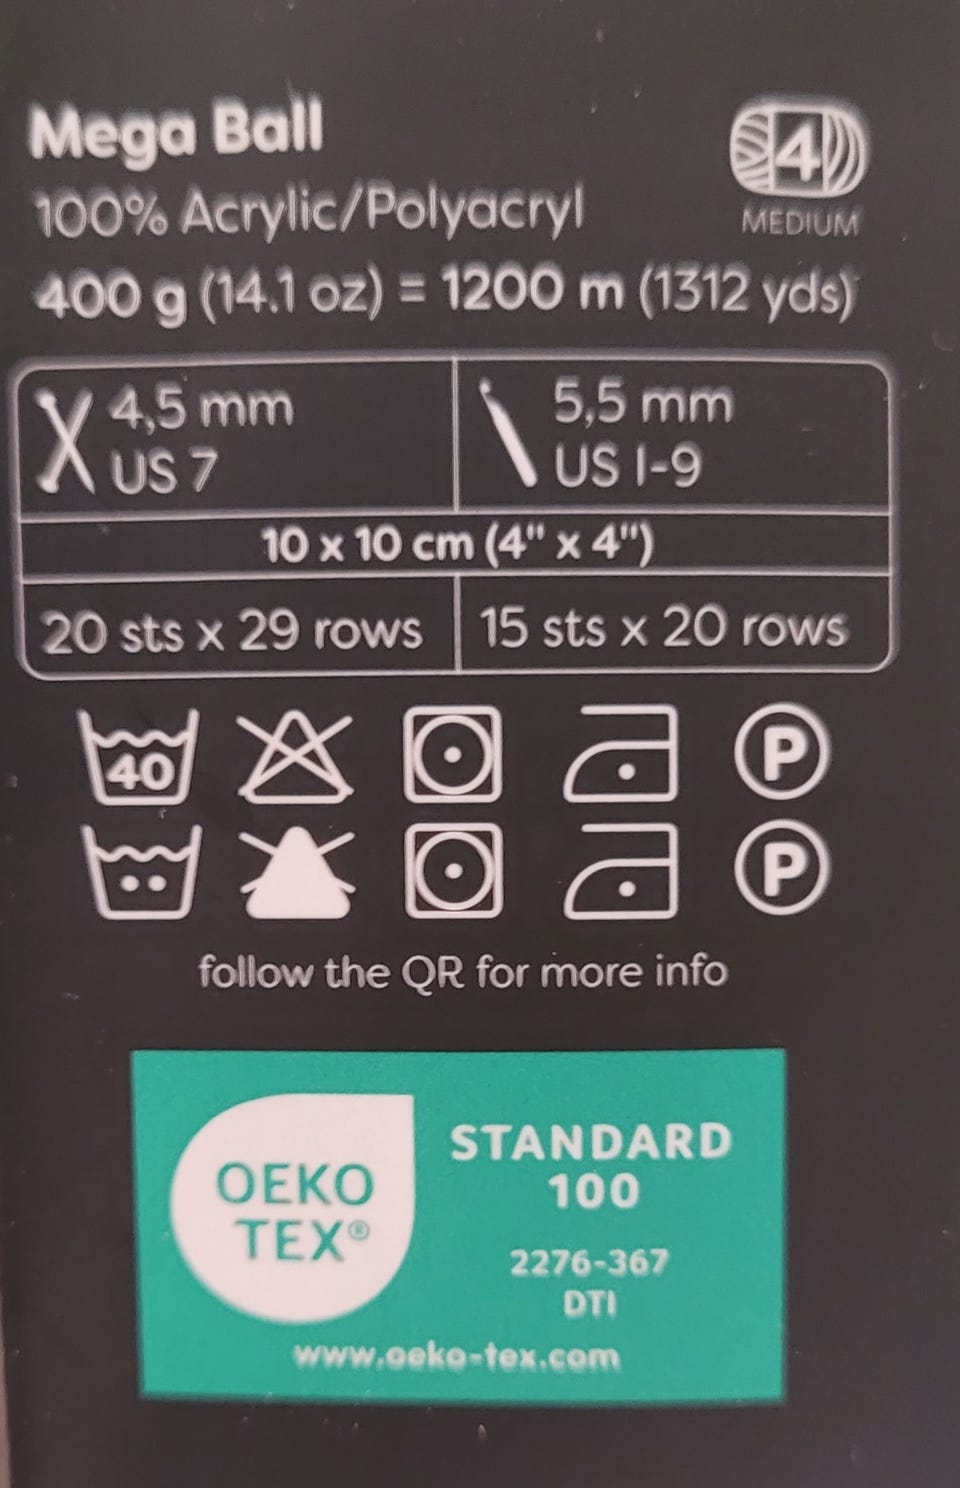 Mega Ball
4
MEDIUM
100% Acrylic/Polyacryl
400 g (14.1 oz) = 1200 m (1312 yds)
4,5 mm
US 7
5,5 mm
US I-9
10 x 10 cm (4" x 4")
20 sts x 29 rows
15 sts x 20 rows
40
P
P
follow the QR for more info
OEKO
TEX®
STANDARD
100
2276-367
DTI
www.oeko-tex.com